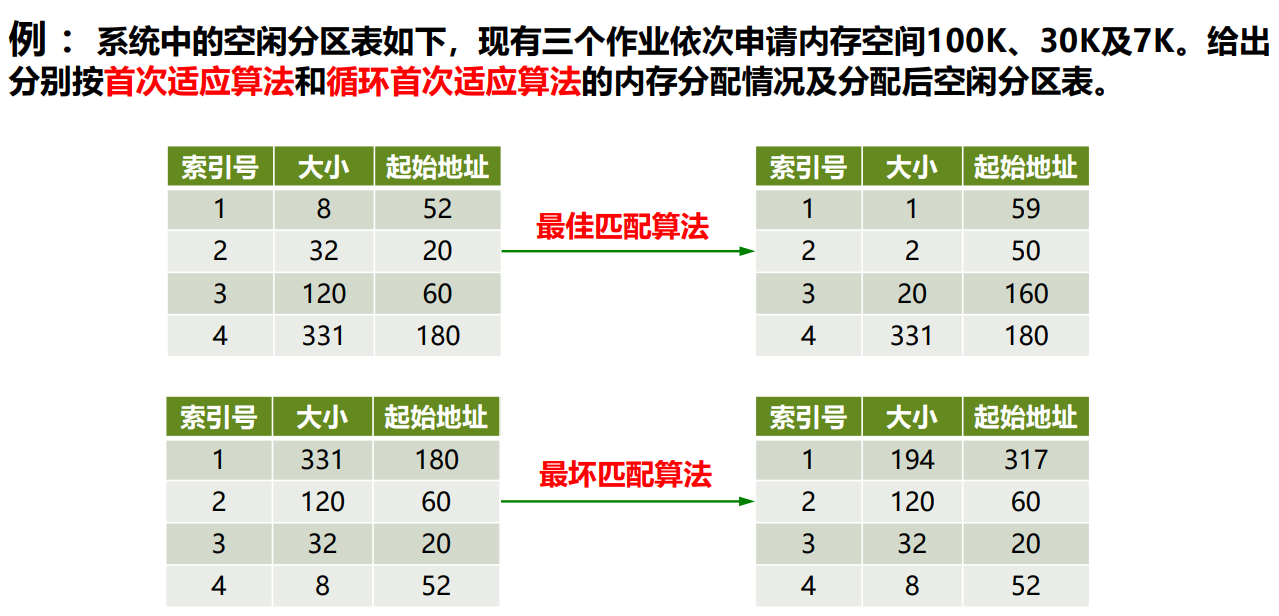 例：系统中的空闲分区表如下，现有三个作业依次申请内存空间100K、30K及7K。给出
分别按首次适应算法和循环首次适应算法的内存分配情况及分配后空闲分区表。
索引号 大小 起始地址
1 8 52
2 32 20
3 120 60
4 331 180
最佳匹配算法
索引号 大小 起始地址
1 1 59
2 2 50
3 20 160
4 331 180
索引号 大小 起始地址
1 331 180
2 120 60
3 32 20
4 8 52
最坏匹配算法
索引号 大小 起始地址
1 194 317
2 120 60
3 32 20
4 8 52